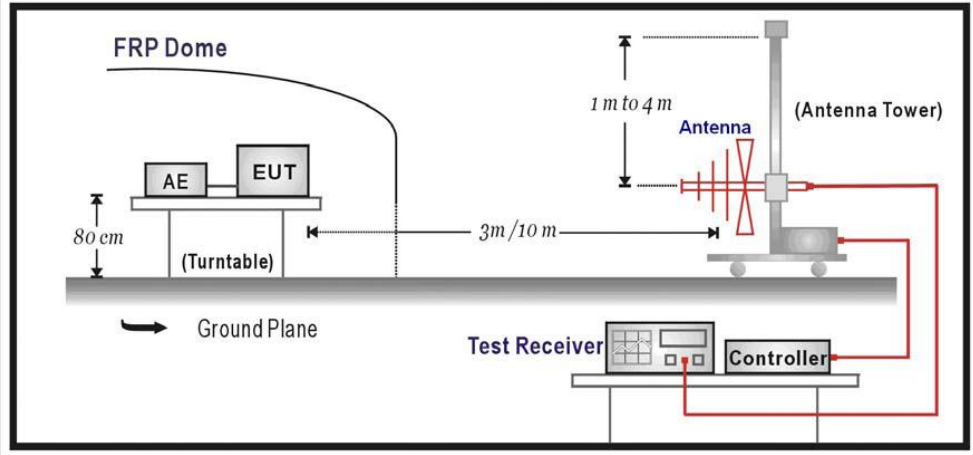 FRP Dome
1 m to 4 m
(Antenna Tower)
Antenna
AE
EUT
80 cm
3m /10 m
(Turntable)
Ground Plane
Test Receiver
Controller